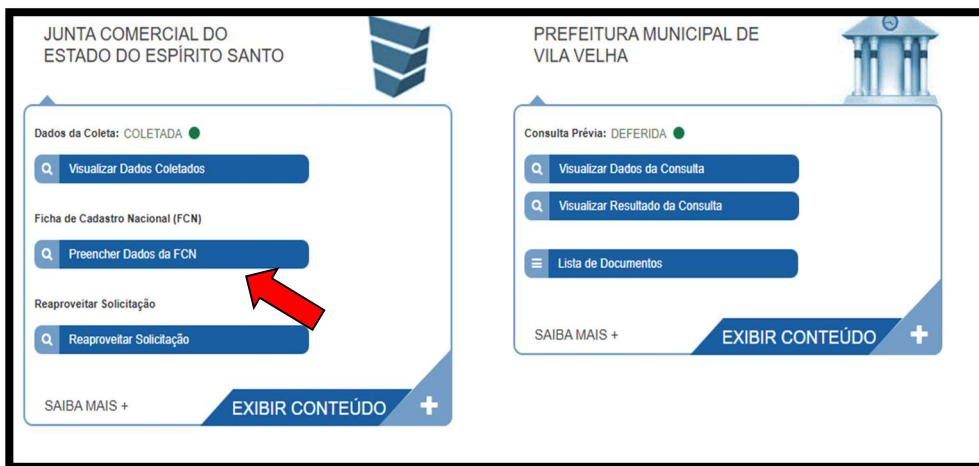 JUNTA COMERCIAL DO
ESTADO DO ESPÍRITO SANTO
Dados da Coleta: COLETADA
Visualizar Dados Coletados
Ficha de Cadastro Nacional (FCN)
Preencher Dados da FCN
Reaproveitar Solicitação
Reaproveitar Solicitação
SAIBA MAIS +
EXIBIR CONTEÚDO +
PREFEITURA MUNICIPAL DE
VILA VELHA
Consulta Prévia: DEFERIDA
Visualizar Dados da Consulta
Visualizar Resultado da Consulta
Lista de Documentos
SAIBA MAIS +
EXIBIR CONTEÚDO +